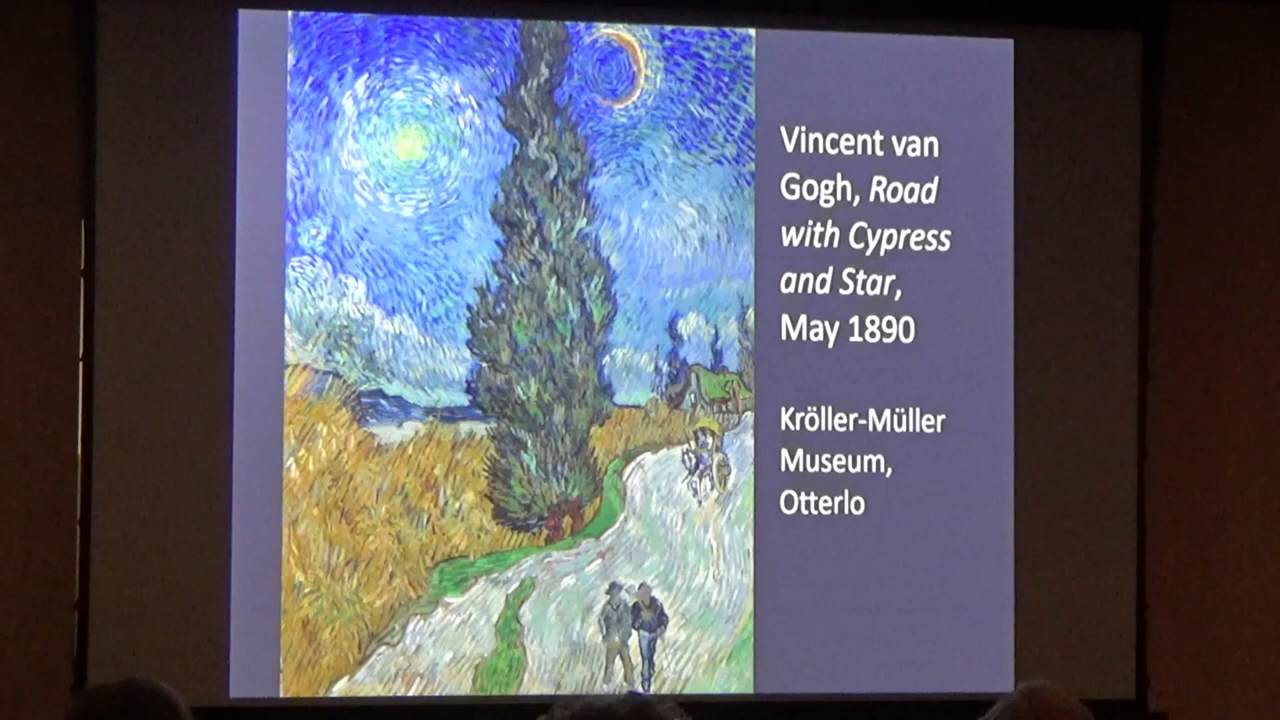 Vincent van
Gogh, Road
with Cypress
and Star,
May 1890
Kröller-Müller
Museum,
Otterlo